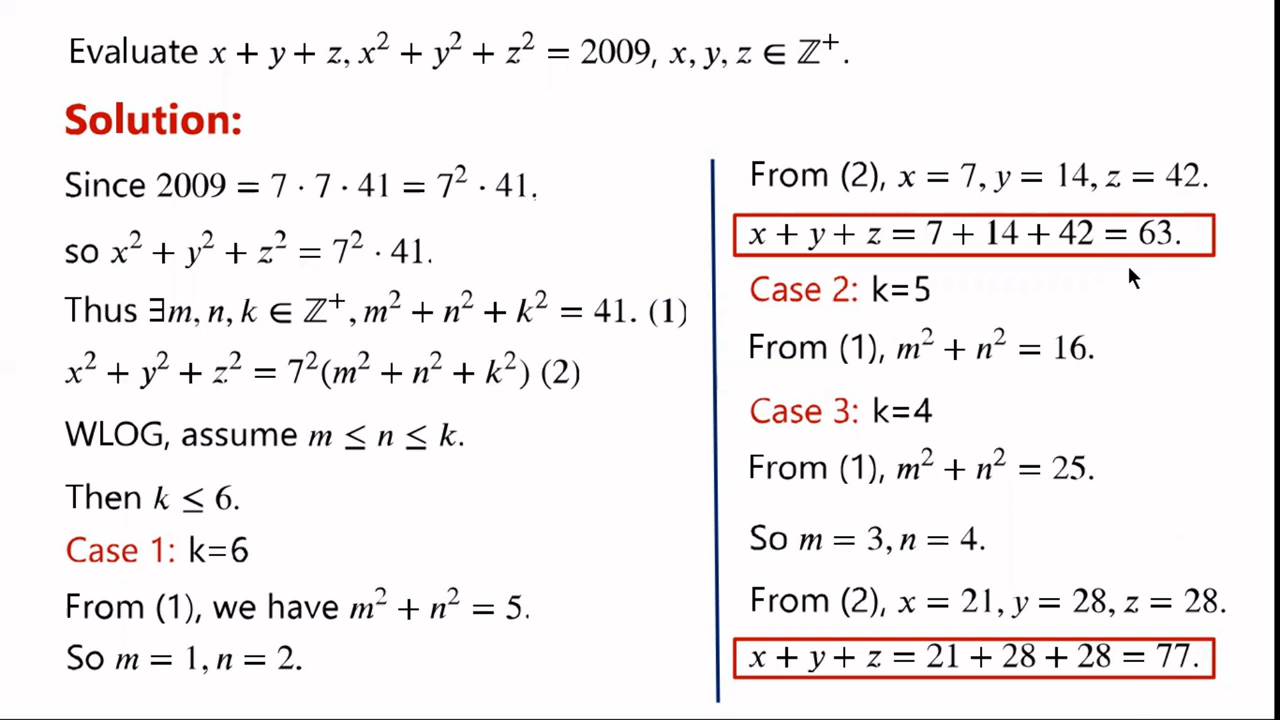 Evaluate x + y + z, x² + y² + z² = 2009, x, y, z ∈ ℤ⁺.
Solution:
Since 2009 = 7 · 7 · 41 = 7² · 41.
so x² + y² + z² = 7² · 41.
Thus ∃m, n, k ∈ ℤ⁺, m² + n² + k² = 41. (1)
x² + y² + z² = 7²(m² + n² + k²) (2)
WLOG, assume m ≤ n ≤ k.
Then k ≤ 6.
Case 1: k=6
From (1), we have m² + n² = 5.
So m = 1, n = 2.
From (2), x = 7, y = 14, z = 42.
x + y + z = 7 + 14 + 42 = 63.
Case 2: k=5
From (1), m² + n² = 16.
Case 3: k=4
From (1), m² + n² = 25.
So m = 3, n = 4.
From (2), x = 21, y = 28, z = 28.
x + y + z = 21 + 28 + 28 = 77.